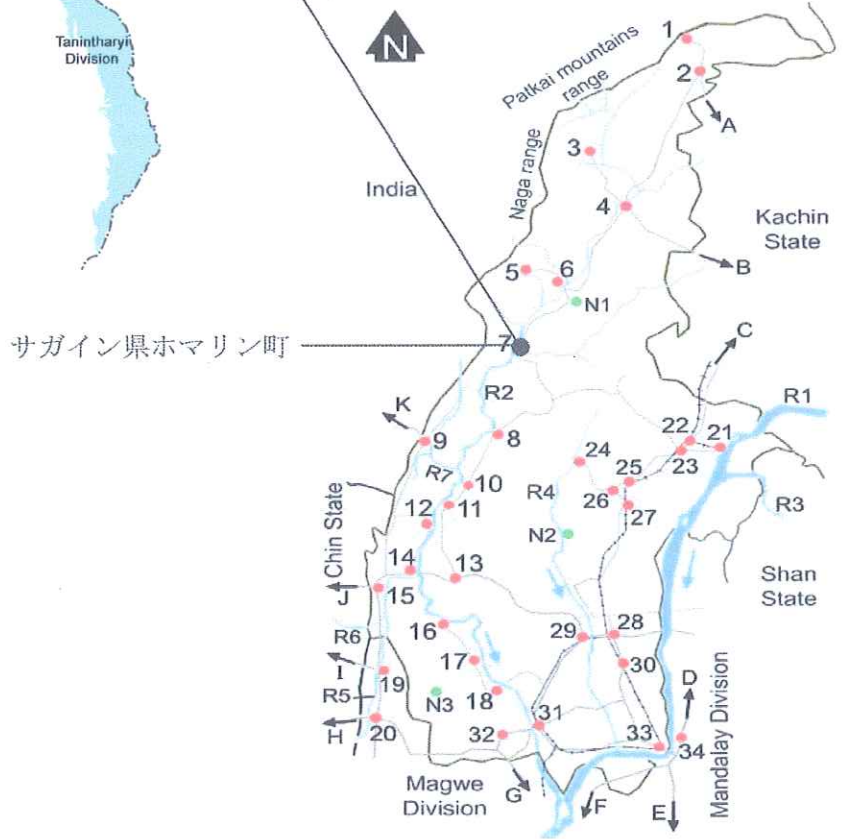 Tanintharyi
Division
N
Patkai mountains
range
Naga range
India
Kachin
State
サガイン県ホマリン町
Chin State
Shan
State
Mandalay Division
Magwe
Division
1
2
A
3
4
B
5
6
N1
7
C
R2
K
R1
9
8
22
21
23
R7
24
25
10
R4
26
R3
11
27
12
N2
14
13
15
J
R6
16
29
28
I
17
30
19
D
R5
N3
18
20
H
31
32
33
34
G
F
E